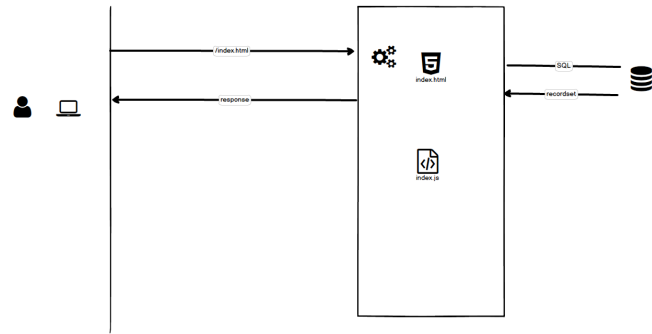 /index.html
SQL
index.html
recordset
response
index.js